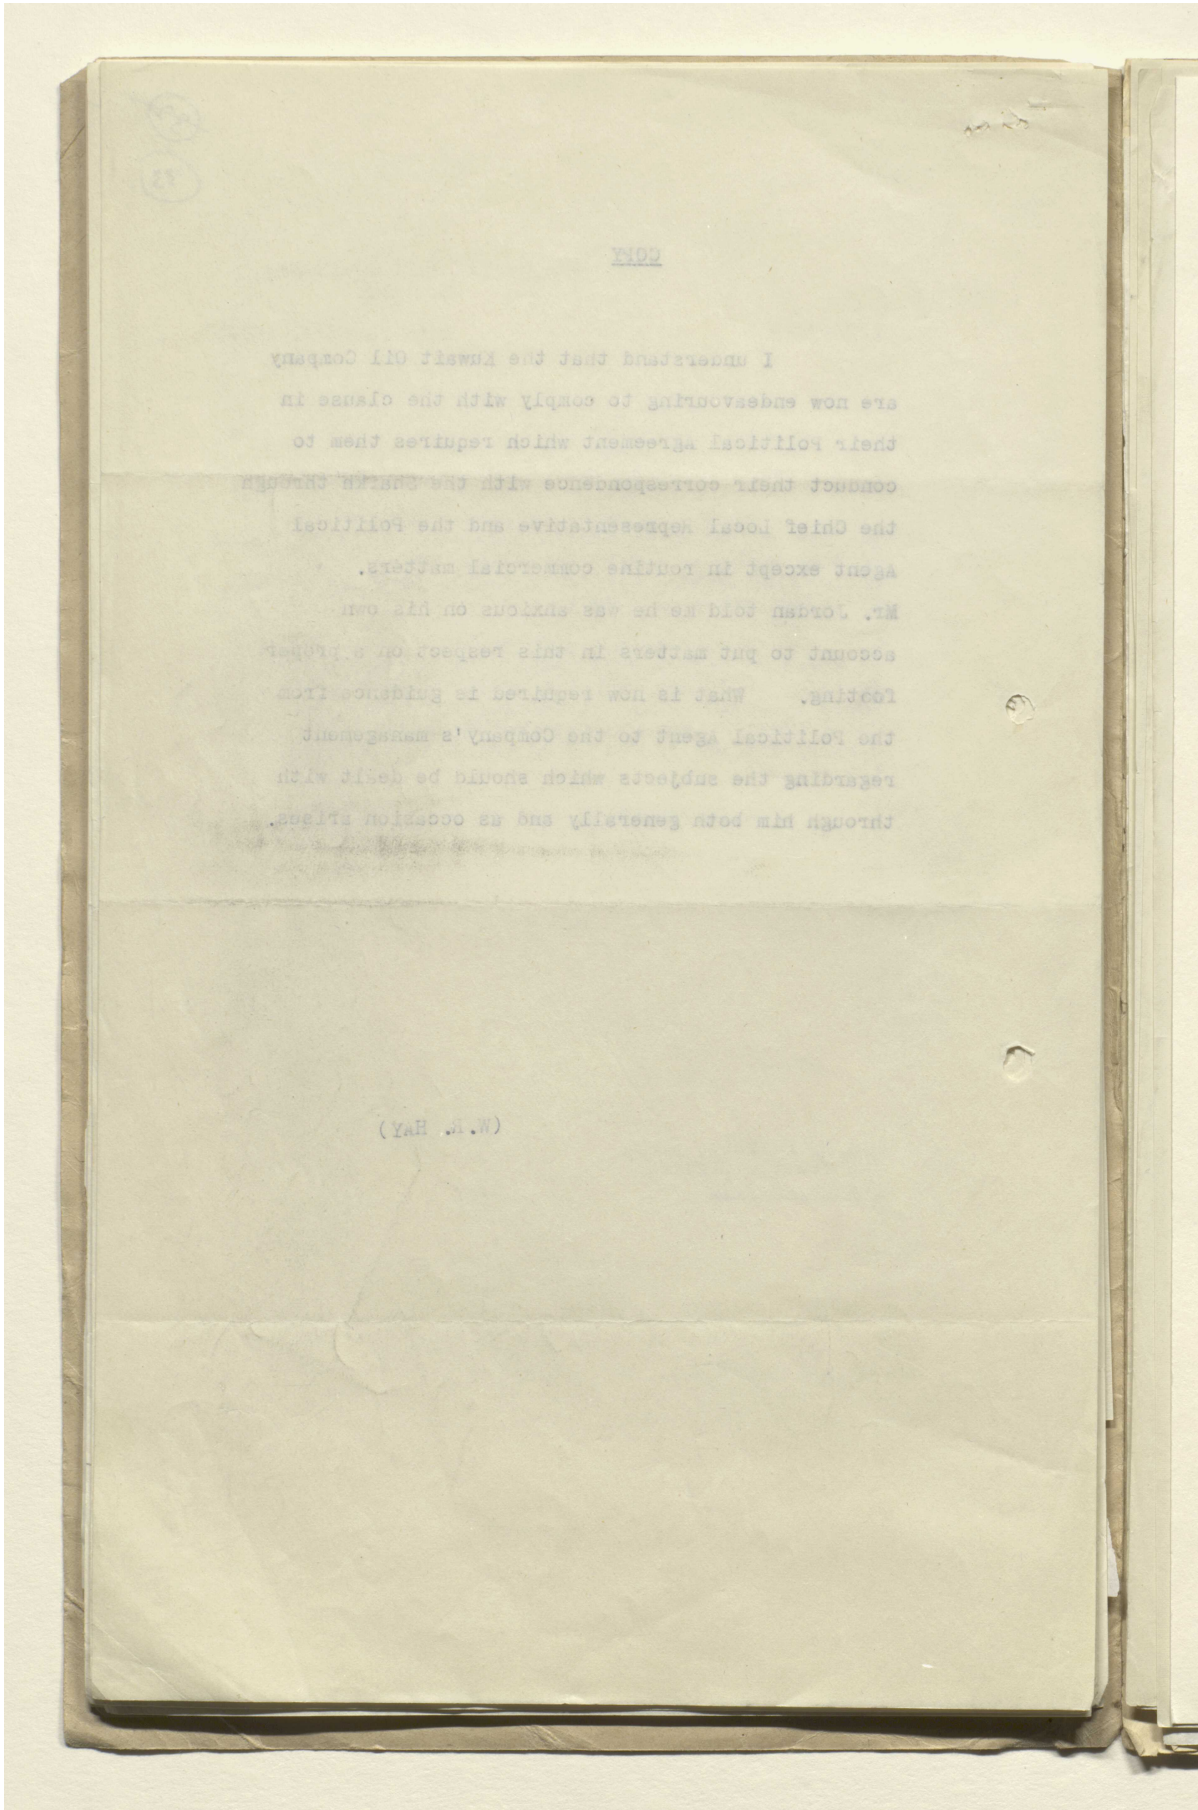 COPY
I understand that the Kuwait Oil Company
are now endeavouring to comply with the clause in
their Political Agreement which requires them to
conduct their correspondence with the Shaikh through
the Chief Local Representative and the Political
Agent except in routine commercial matters.
Mr. Jordan told me he was anxious on his own
account to put matters in this respect on a proper
footing. What is now required is guidance from
the Political Agent to the Company's management
regarding the subjects which should be dealt with
through him both generally and as occasion arises.
(W.R. HAY)